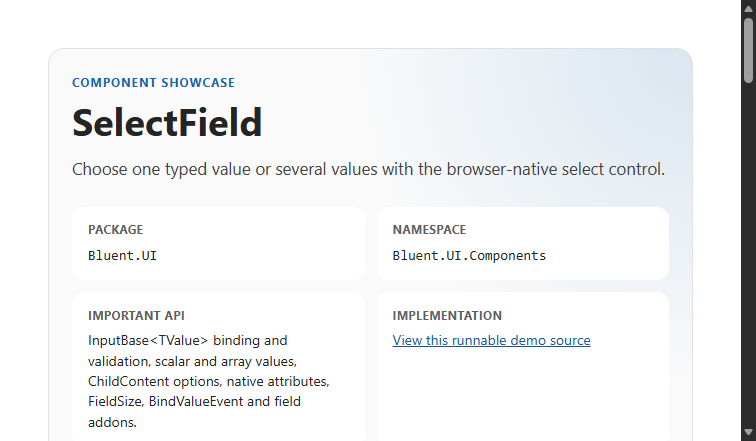 COMPONENT SHOWCASE
SelectField
Choose one typed value or several values with the browser-native select control.
PACKAGE
Bluent.UI
NAMESPACE
Bluent.UI.Components
IMPORTANT API
InputBase<TValue> binding and
validation, scalar and array values,
ChildContent options, native attributes,
FieldSize, BindValueEvent and field
addons.
IMPLEMENTATION
View this runnable demo source